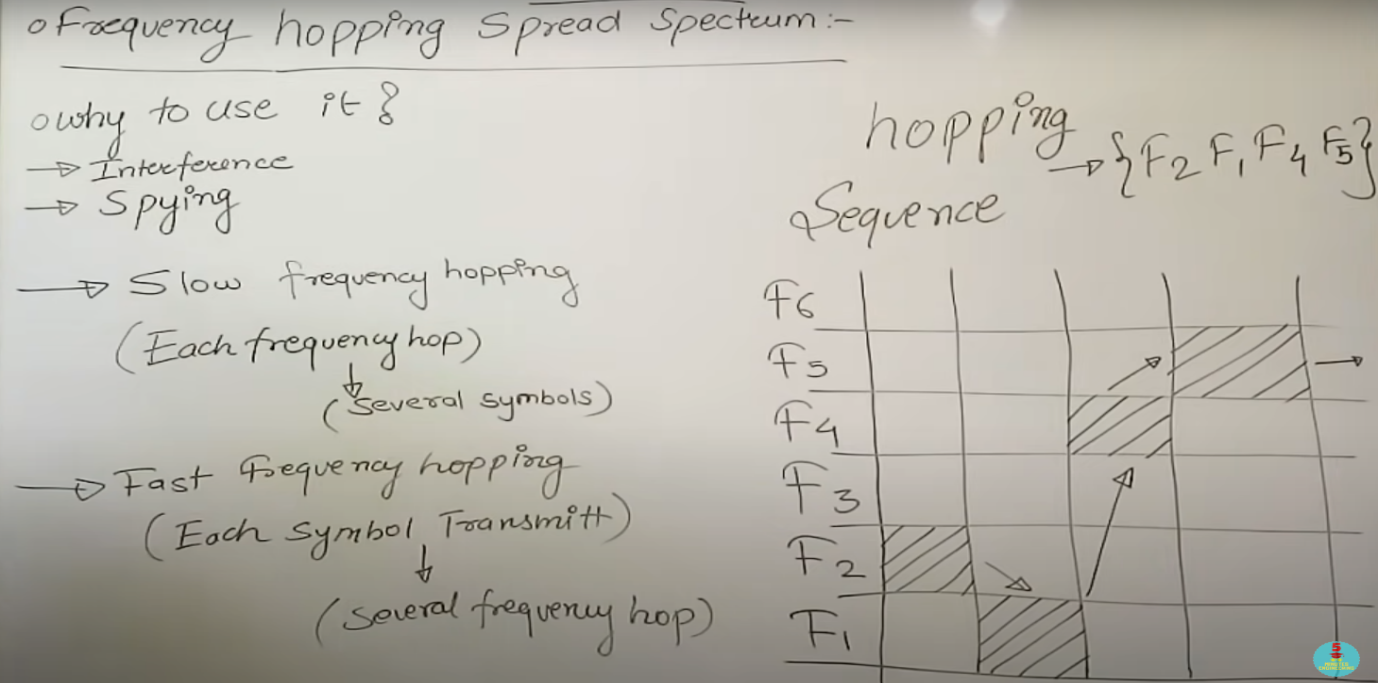 o Frequency hopping Spread Spectrum:-
o why to use it?
→ Interference
→ Spying
→ Slow frequency hopping
(Each frequency hop)
↓
(Several symbols)
→ Fast frequency hopping
(Each Symbol Transmitt)
↓
(Several frequency hop)
hopping → {F2 F1 F4 F5}
Sequence
F6
F5
F4
F3
F2
F1
5